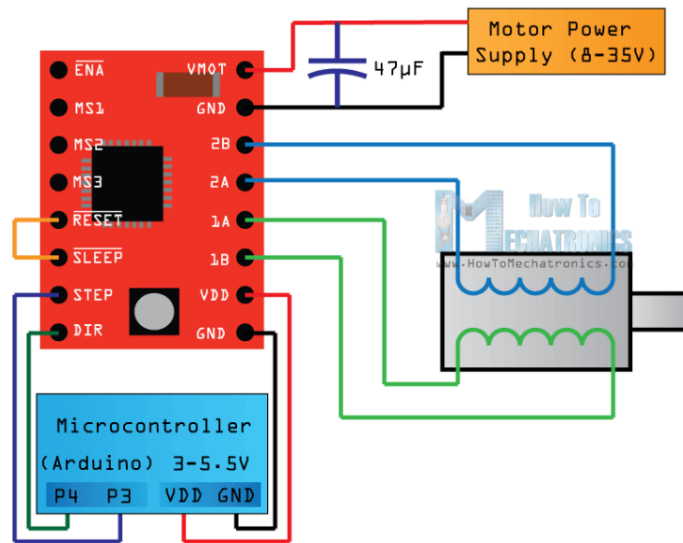 Motor Power
Supply (8-35V)
47µF
ENA
VMOT
MS1
GND
MS2
2B
MS3
2A
RESET
1A
SLEEP
1B
STEP
VDD
DIR
GND
How To
MECHATRONICS
www.HowToMechatronics.com
Microcontroller
(Arduino) 3-5.5V
P4 P3 VDD GND